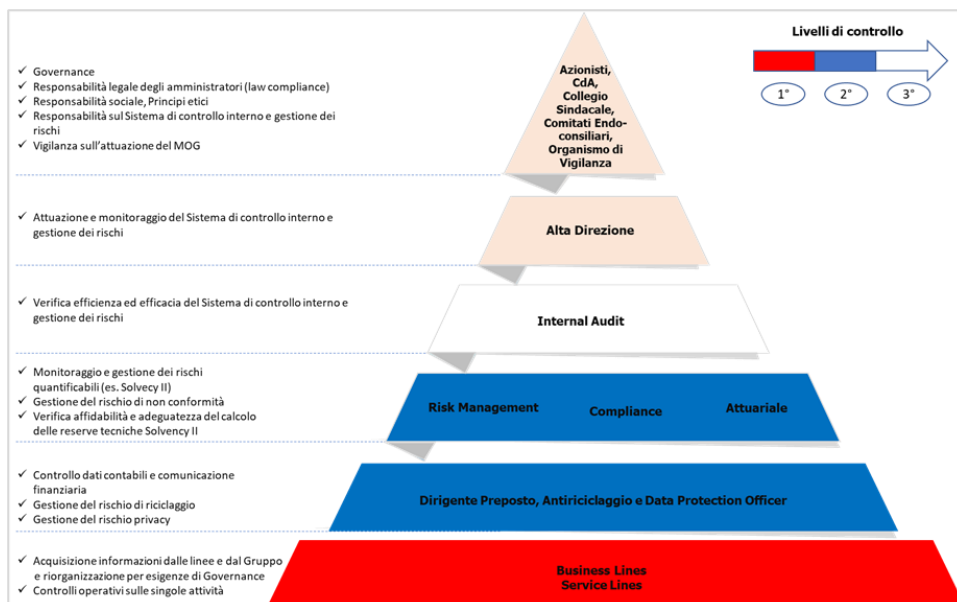 Livelli di controllo
1° 2° 3°
✓ Governance
✓ Responsabilità legale degli amministratori (law compliance)
✓ Responsabilità sociale, Principi etici
✓ Responsabilità sul Sistema di controllo interno e gestione dei
rischi
✓ Vigilanza sull'attuazione del MOG
Azionisti,
CdA,
Collegio
Sindacale,
Comitati Endo-
consiliari,
Organismo di
Vigilanza
✓ Attuazione e monitoraggio del Sistema di controllo interno e
gestione dei rischi
Alta Direzione
✓ Verifica efficienza ed efficacia del Sistema di controllo interno e
gestione dei rischi
Internal Audit
✓ Monitoraggio e gestione dei rischi
quantificabili (es. Solvecy II)
✓ Gestione del rischio di non conformità
✓ Verifica affidabilità e adeguatezza del calcolo
delle reserve tecniche Solvency II
Risk Management Compliance Attuariale
✓ Controllo dati contabili e comunicazione
finanziaria
✓ Gestione del rischio di riciclaggio
✓ Gestione del rischio privacy
Dirigente Preposto, Antiriciclaggio e Data Protection Officer
✓ Acquisizione informazioni dalle linee e dal Gruppo
e riorganizzazione per esigenze di Governance
✓ Controlli operativi sulle singole attività
Business Lines
Service Lines